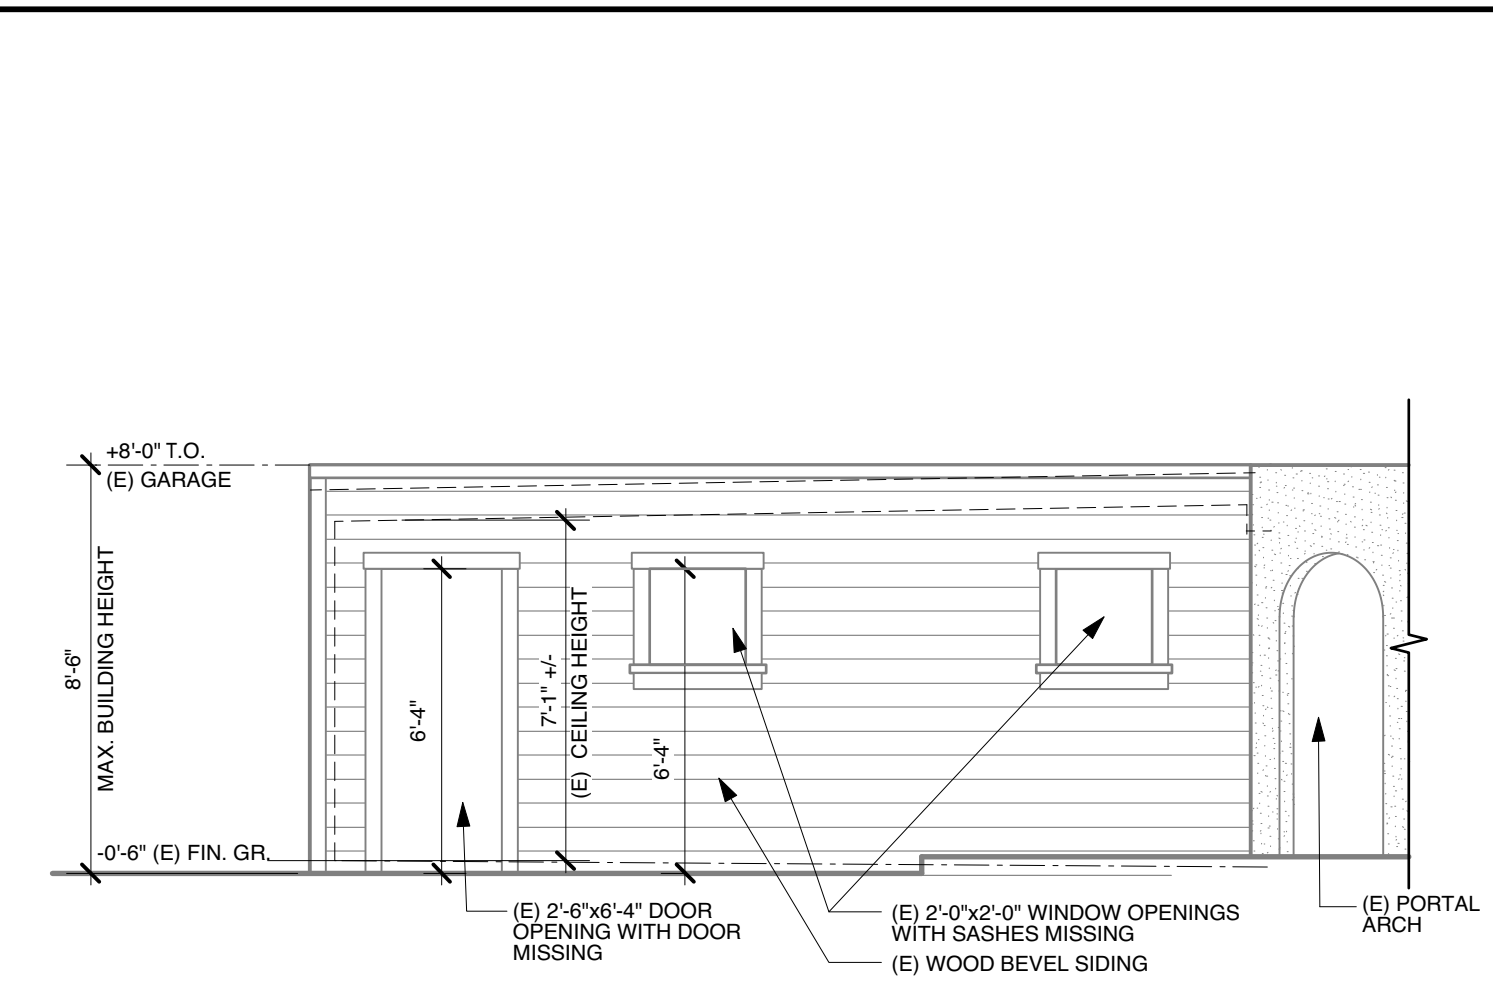 +8'-0" T.O.
(E) GARAGE
8'-6"
MAX. BUILDING HEIGHT
6'-4"
7'-1" +/-
(E) CEILING HEIGHT
6'-4"
-0'-6" (E) FIN. GR.
(E) 2'-6"x6'-4" DOOR
OPENING WITH DOOR
MISSING
(E) 2'-0"x2'-0" WINDOW OPENINGS
WITH SASHES MISSING
(E) WOOD BEVEL SIDING
(E) PORTAL
ARCH